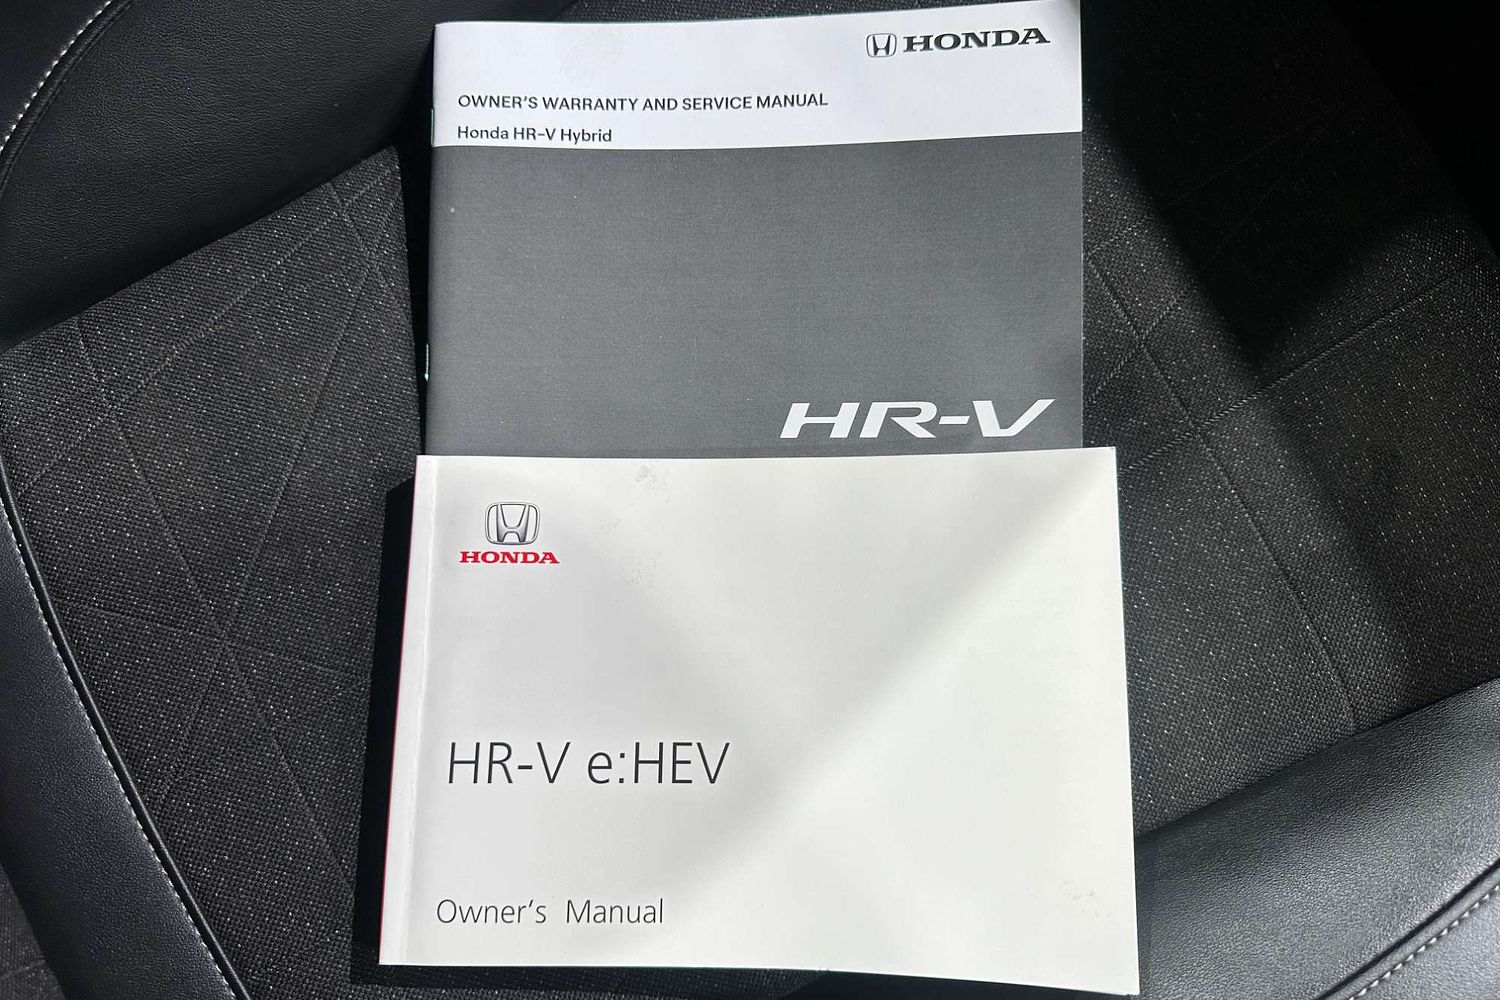 HONDA
OWNER'S WARRANTY AND SERVICE MANUAL
Honda HR-V Hybrid
HR-V
HONDA
HR-V e:HEV
Owner's Manual